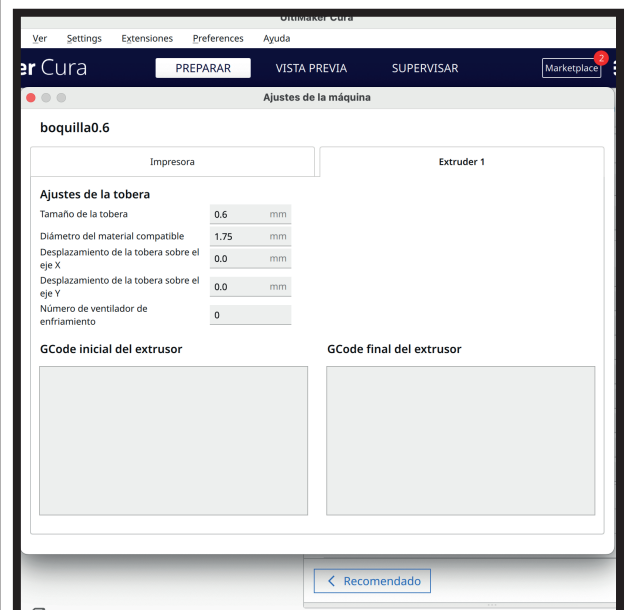 UltiMaker Cura
Ver Settings Extensiones Preferences Ayuda
er Cura PREPARAR VISTA PREVIA SUPERVISAR Marketplace 2
Ajustes de la máquina
boquilla0.6
Impresora Extruder 1
Ajustes de la tobera
Tamaño de la tobera 0.6 mm
Diámetro del material compatible 1.75 mm
Desplazamiento de la tobera sobre el
eje X 0.0 mm
Desplazamiento de la tobera sobre el
eje Y 0.0 mm
Número de ventilador de
enfriamiento 0
GCode inicial del extrusor GCode final del extrusor
Recomendado